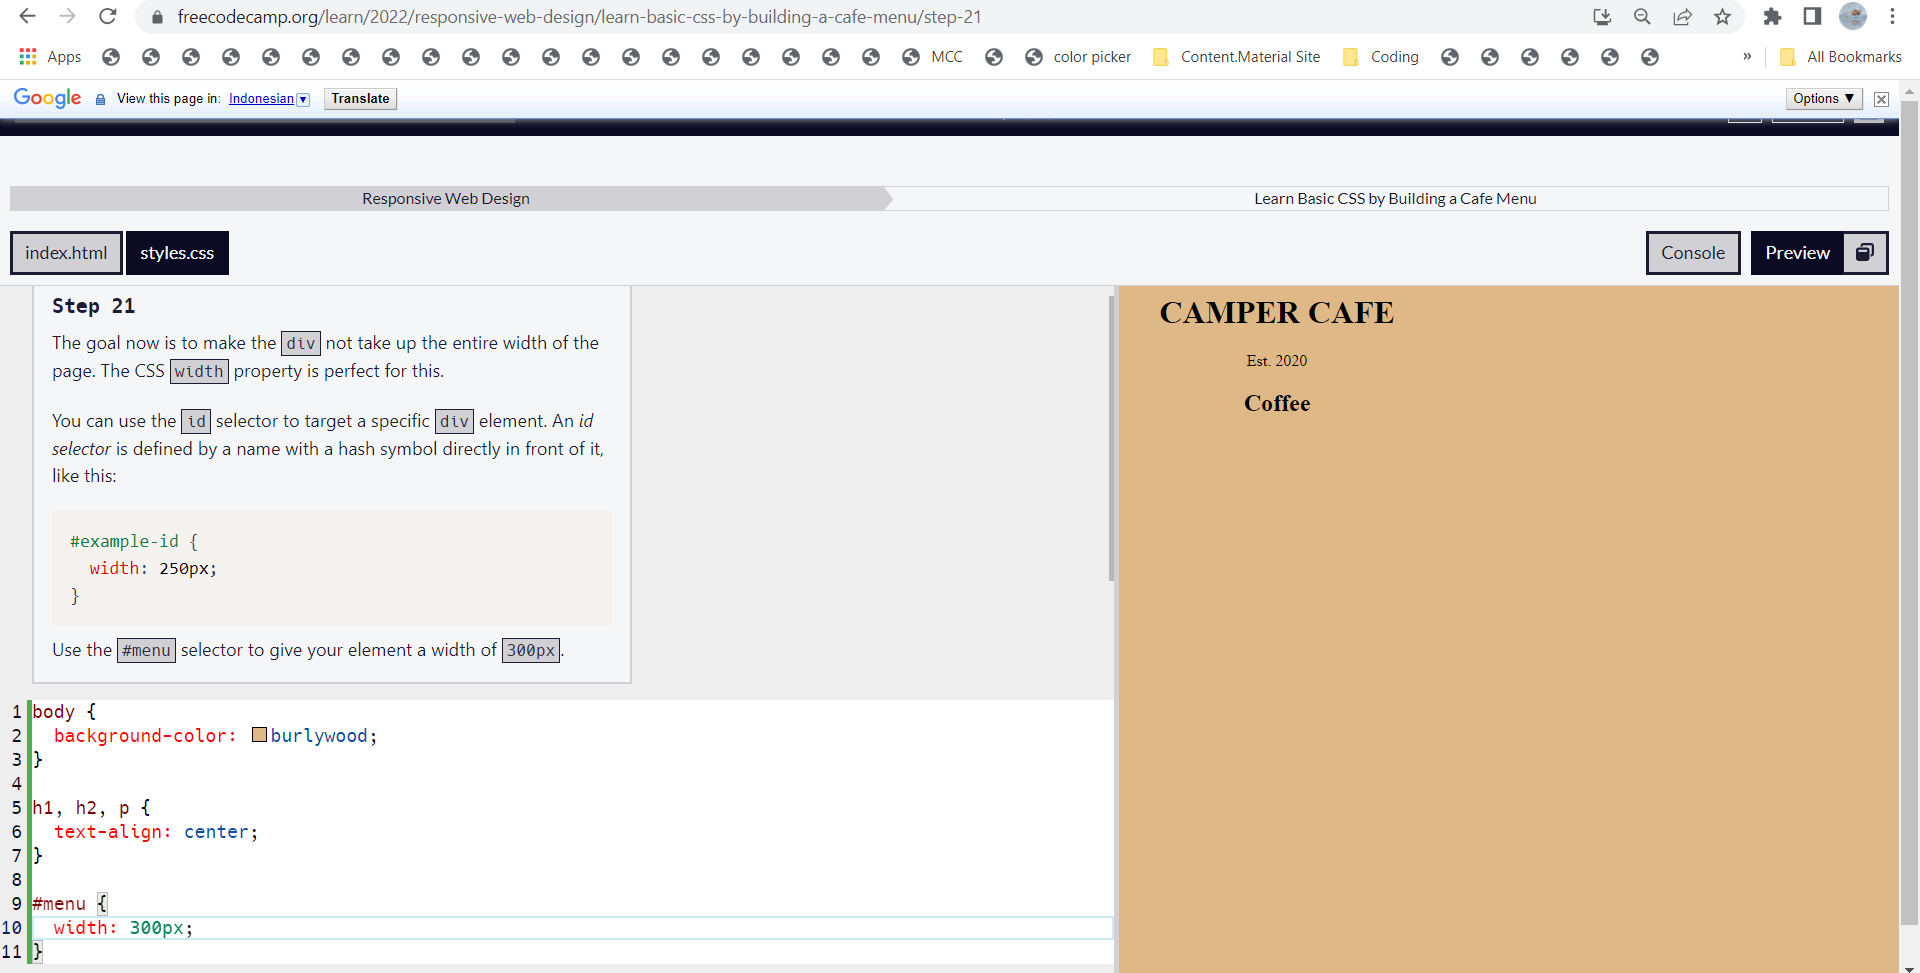 freecodecamp.org/learn/2022/responsive-web-design/learn-basic-css-by-building-a-cafe-menu/step-21
Apps MCC color picker Content.Material Site Coding » All Bookmarks
Google View this page in: Indonesian Translate Options ▼
Responsive Web Design Learn Basic CSS by Building a Cafe Menu
index.html styles.css Console Preview
Step 21
The goal now is to make the div not take up the entire width of the
page. The CSS width property is perfect for this.
You can use the id selector to target a specific div element. An id
selector is defined by a name with a hash symbol directly in front of it,
like this:
#example-id {
width: 250px;
}
Use the #menu selector to give your element a width of 300px.
1 body {
2 background-color: burlywood;
3 }
4
5 h1, h2, p {
6 text-align: center;
7 }
8
9 #menu {
10 width: 300px;
11 }
CAMPER CAFE
Est. 2020
Coffee